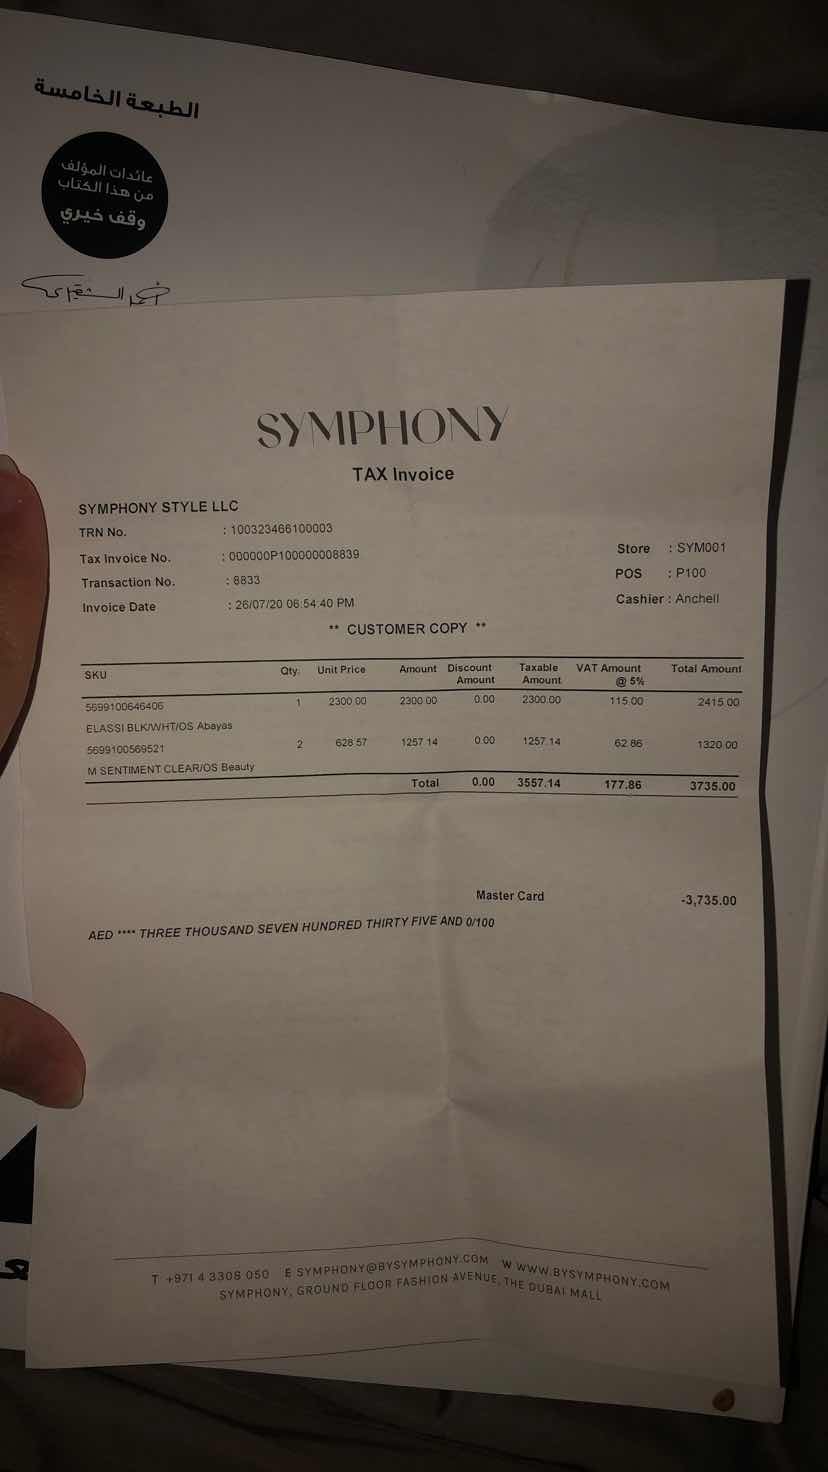 الطبعة الخامسة
عائدات المؤلف
من هذا الكتاب
وقف خيري
SYMPHONY
TAX Invoice
SYMPHONY STYLE LLC
TRN No. : 100323466100003
Tax Invoice No. : 000000P100000008839
Transaction No. : 8833
Invoice Date : 26/07/20 06:54:40 PM
Store : SYM001
POS : P100
Cashier : Anchell
** CUSTOMER COPY **
SKU Qty. Unit Price Amount Discount Amount Taxable Amount VAT Amount @ 5% Total Amount
5699100646406 1 2300.00 2300.00 0.00 2300.00 115.00 2415.00
ELASSI BLK/WHT/OS Abayas
5699100569521 2 628.57 1257.14 0.00 1257.14 62.86 1320.00
M SENTIMENT CLEAR/OS Beauty
Total 0.00 3557.14 177.86 3735.00
Master Card -3,735.00
AED **** THREE THOUSAND SEVEN HUNDRED THIRTY FIVE AND 0/100
T +971 4 3308 050 E SYMPHONY@BYSYMPHONY.COM W WWW.BYSYMPHONY.COM
SYMPHONY, GROUND FLOOR FASHION AVENUE, THE DUBAI MALL